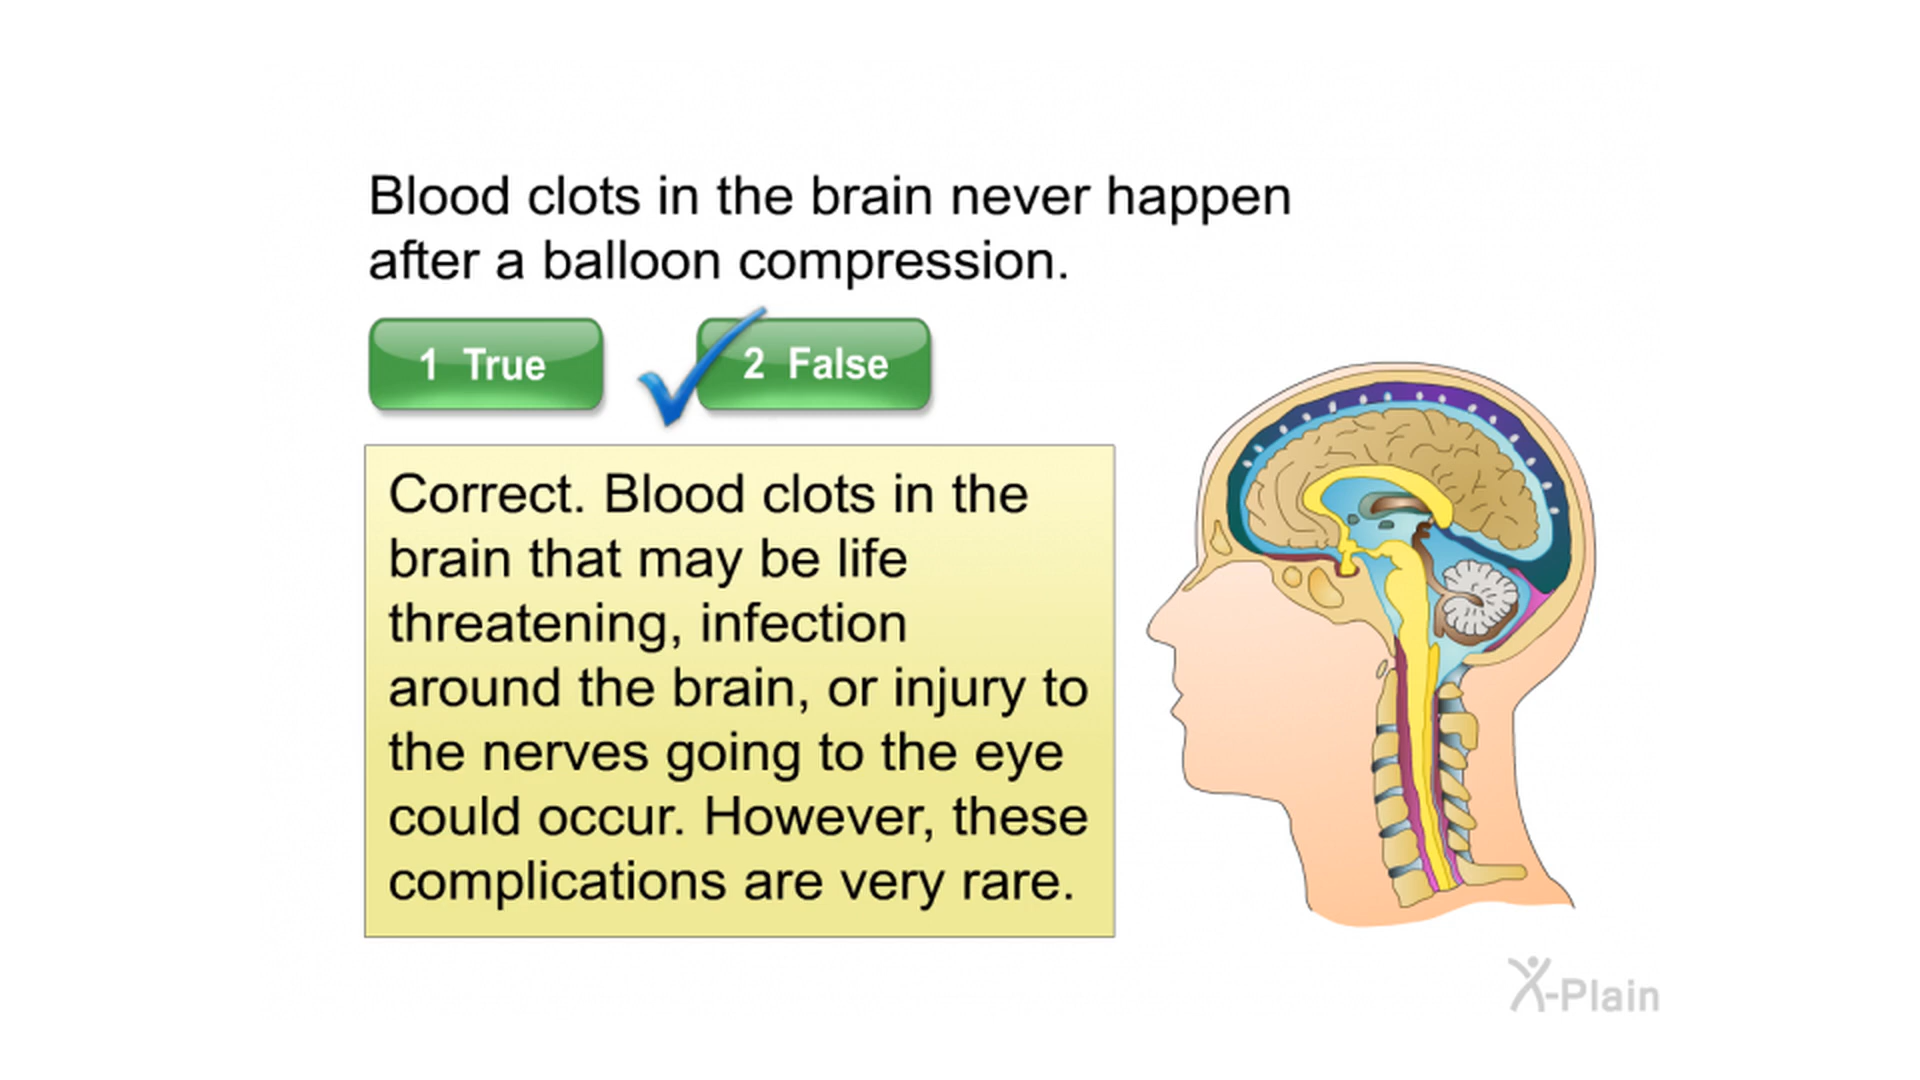 Blood clots in the brain never happen
after a balloon compression.
1 True
2 False
Correct. Blood clots in the
brain that may be life
threatening, infection
around the brain, or injury to
the nerves going to the eye
could occur. However, these
complications are very rare.
X-Plain